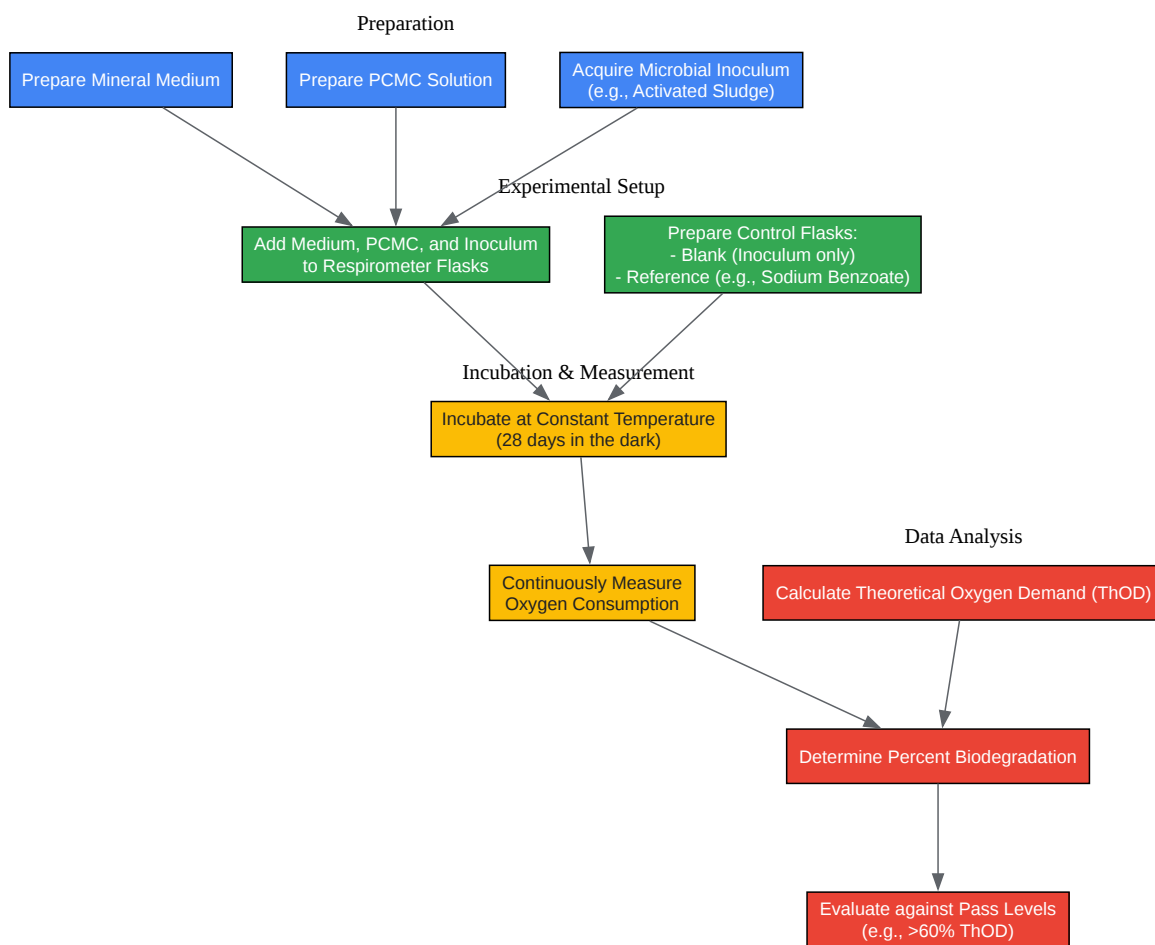 Preparation
Prepare Mineral Medium
Prepare PCMC Solution
Acquire Microbial Inoculum
(e.g., Activated Sludge)
Experimental Setup
Add Medium, PCMC, and Inoculum
to Respirometer Flasks
Prepare Control Flasks:
- Blank (Inoculum only)
- Reference (e.g., Sodium Benzoate)
Incubation & Measurement
Incubate at Constant Temperature
(28 days in the dark)
Continuously Measure
Oxygen Consumption
Data Analysis
Calculate Theoretical Oxygen Demand (ThOD)
Determine Percent Biodegradation
Evaluate against Pass Levels
(e.g., >60% ThOD)